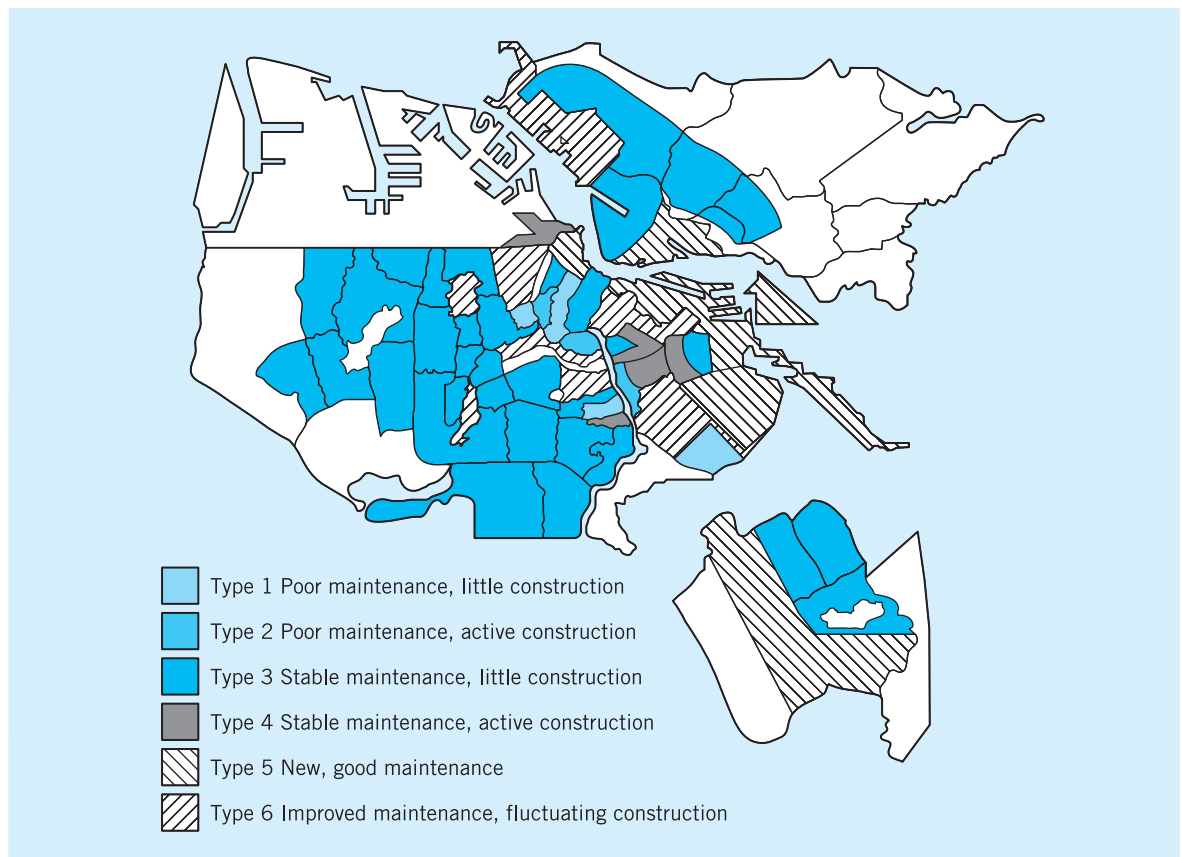 Type 1 Poor maintenance, little construction
Type 2 Poor maintenance, active construction
Type 3 Stable maintenance, little construction
Type 4 Stable maintenance, active construction
Type 5 New, good maintenance
Type 6 Improved maintenance, fluctuating construction